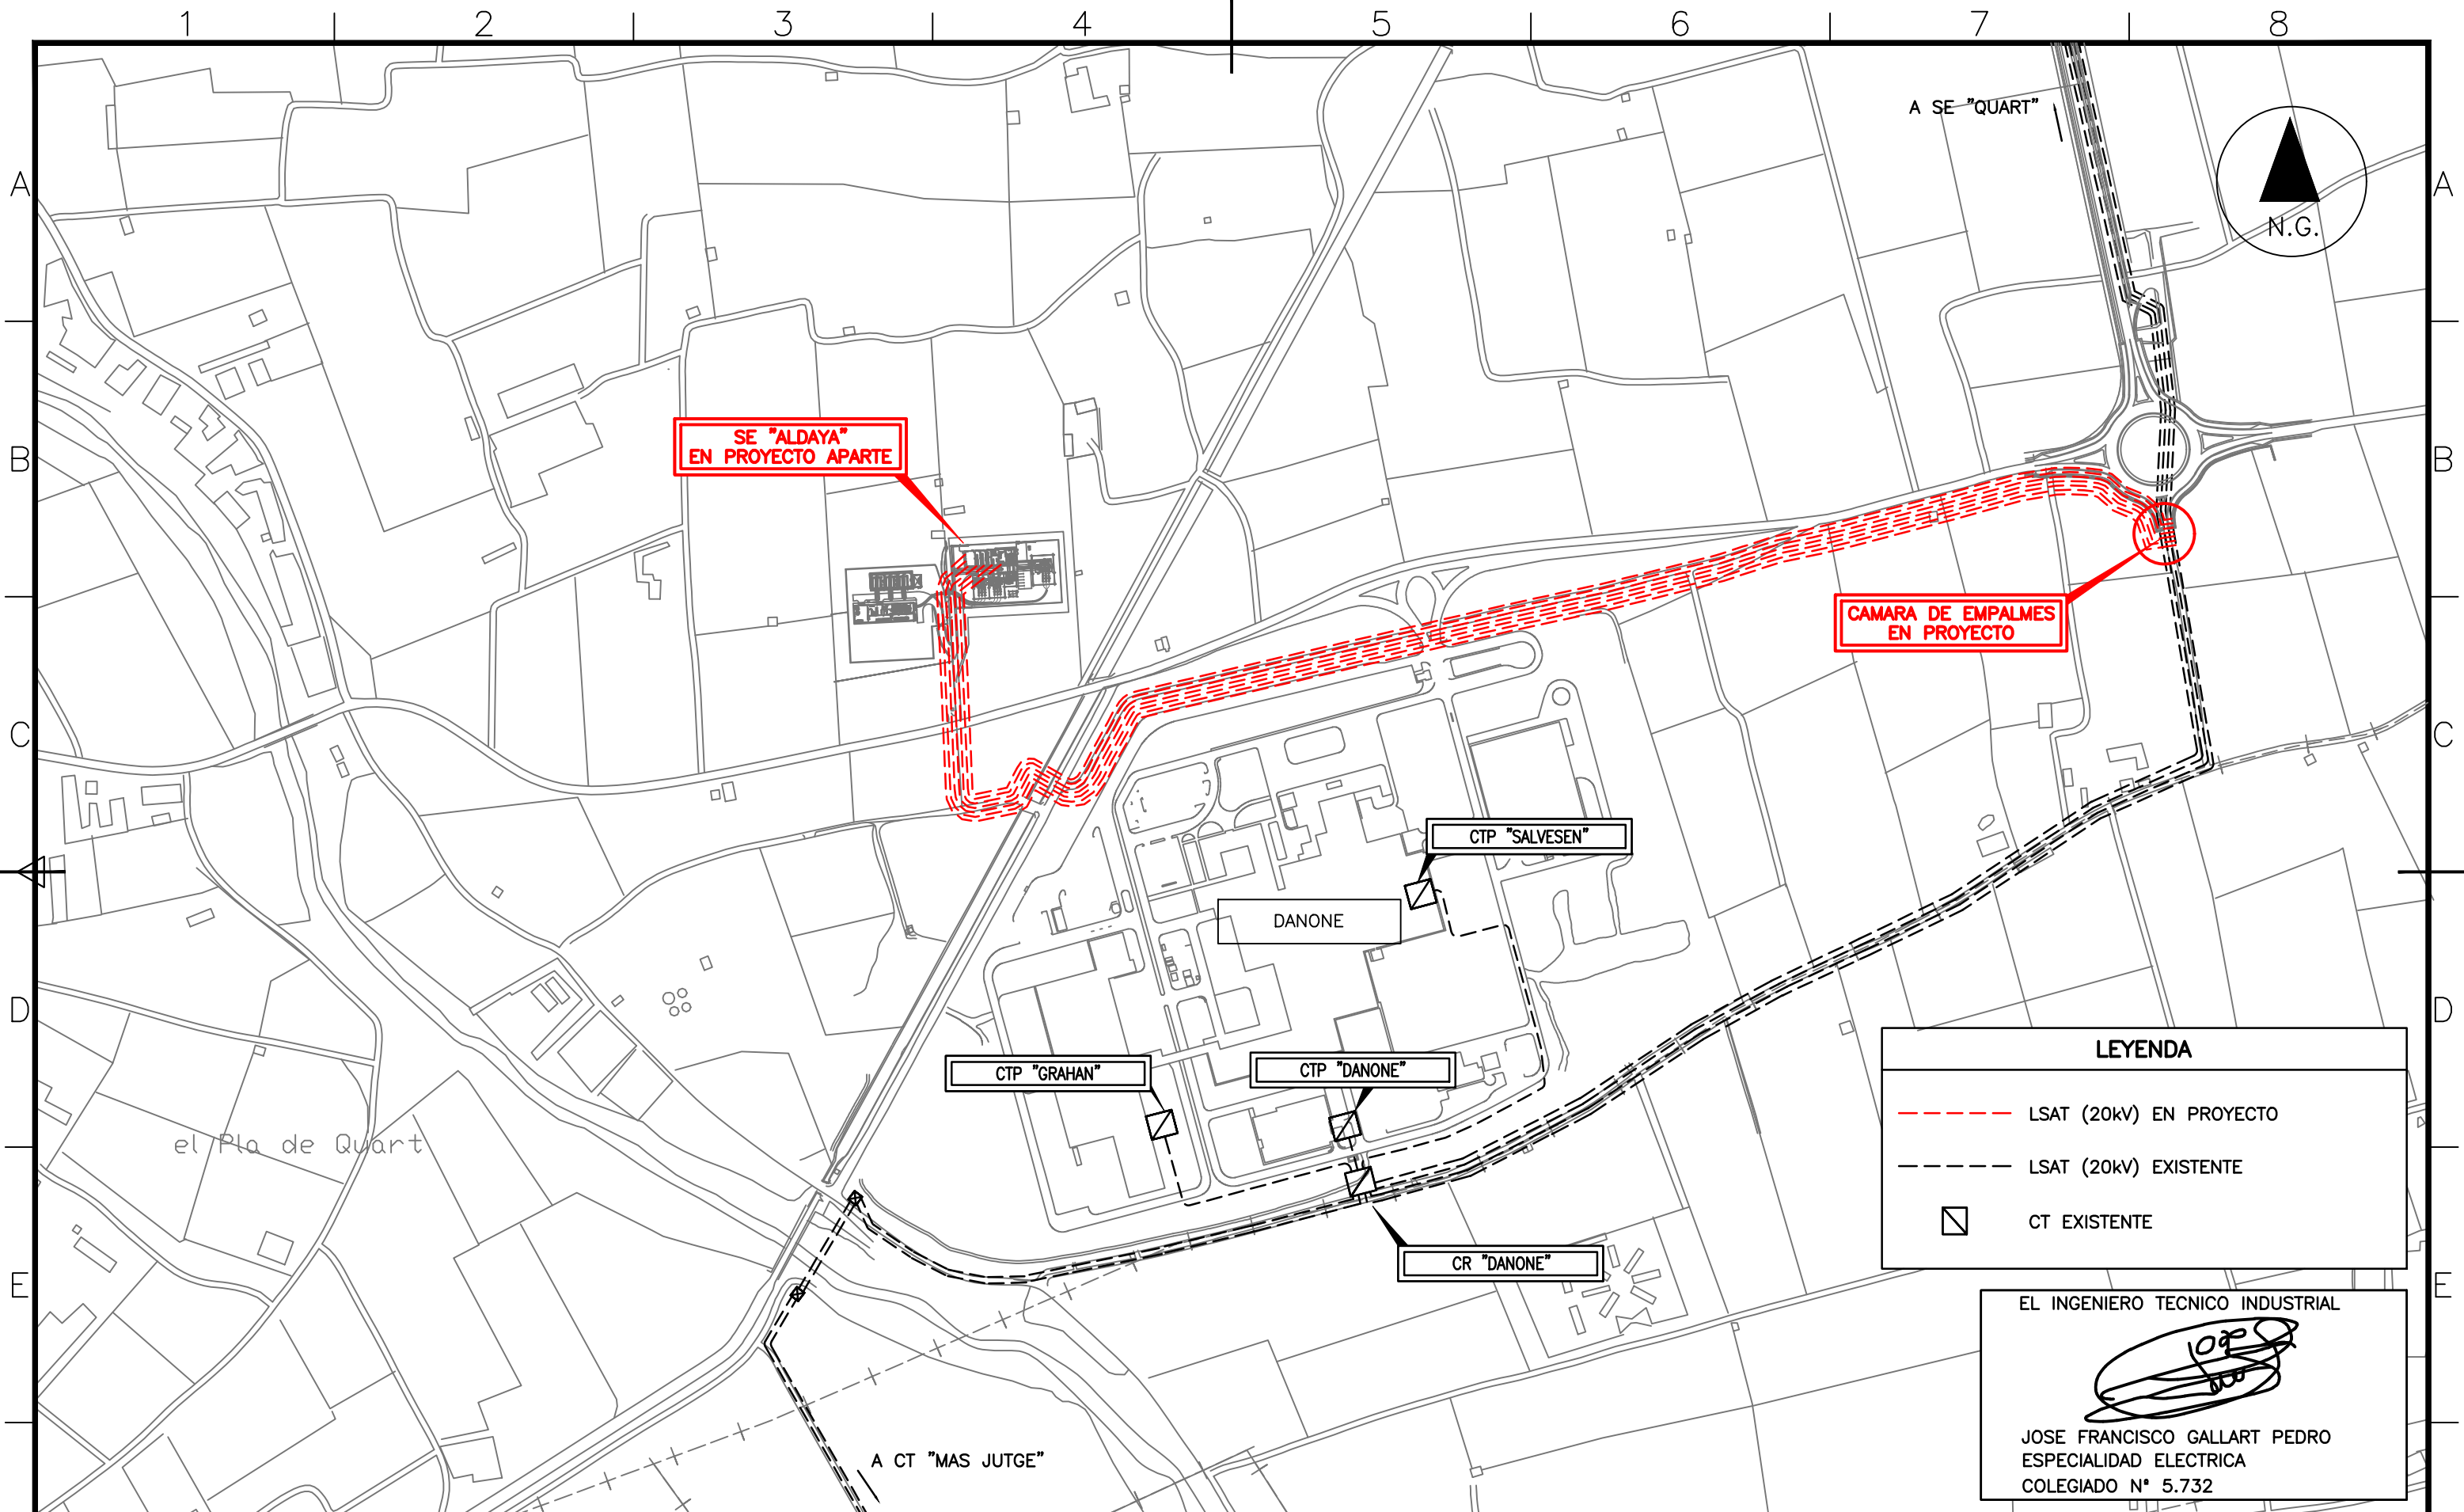 1 2 3 4 5 6 7 8
A SE "QUART"
A A
N.G.
SE "ALDAYA"
EN PROYECTO APARTE
B B
CAMARA DE EMPALMES
EN PROYECTO
C C
CTP "SALVESEN"
DANONE
D D
LEYENDA
CTP "GRAHAN"
CTP "DANONE"
LSAT (20kV) EN PROYECTO
el Pla de Quart
LSAT (20kV) EXISTENTE
CT EXISTENTE
CR "DANONE"
E E
EL INGENIERO TECNICO INDUSTRIAL
JOSE FRANCISCO GALLART PEDRO
A CT "MAS JUTGE"
ESPECIALIDAD ELECTRICA
COLEGIADO Nº 5.732